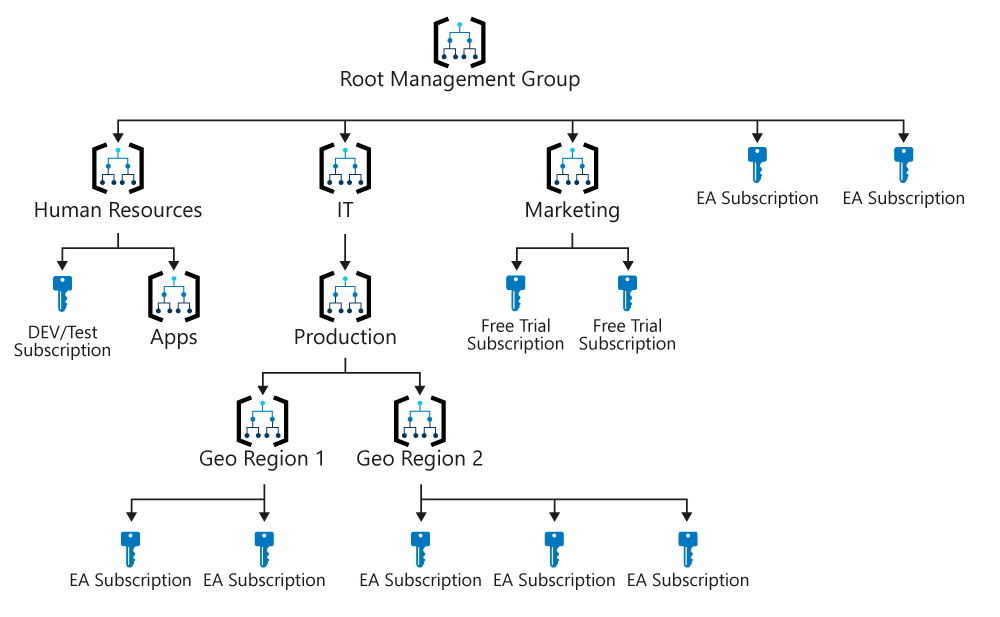 Root Management Group
Human Resources
IT
Marketing
EA Subscription
EA Subscription
DEV/Test
Subscription
Apps
Production
Free Trial
Subscription
Free Trial
Subscription
Geo Region 1
Geo Region 2
EA Subscription
EA Subscription
EA Subscription
EA Subscription
EA Subscription